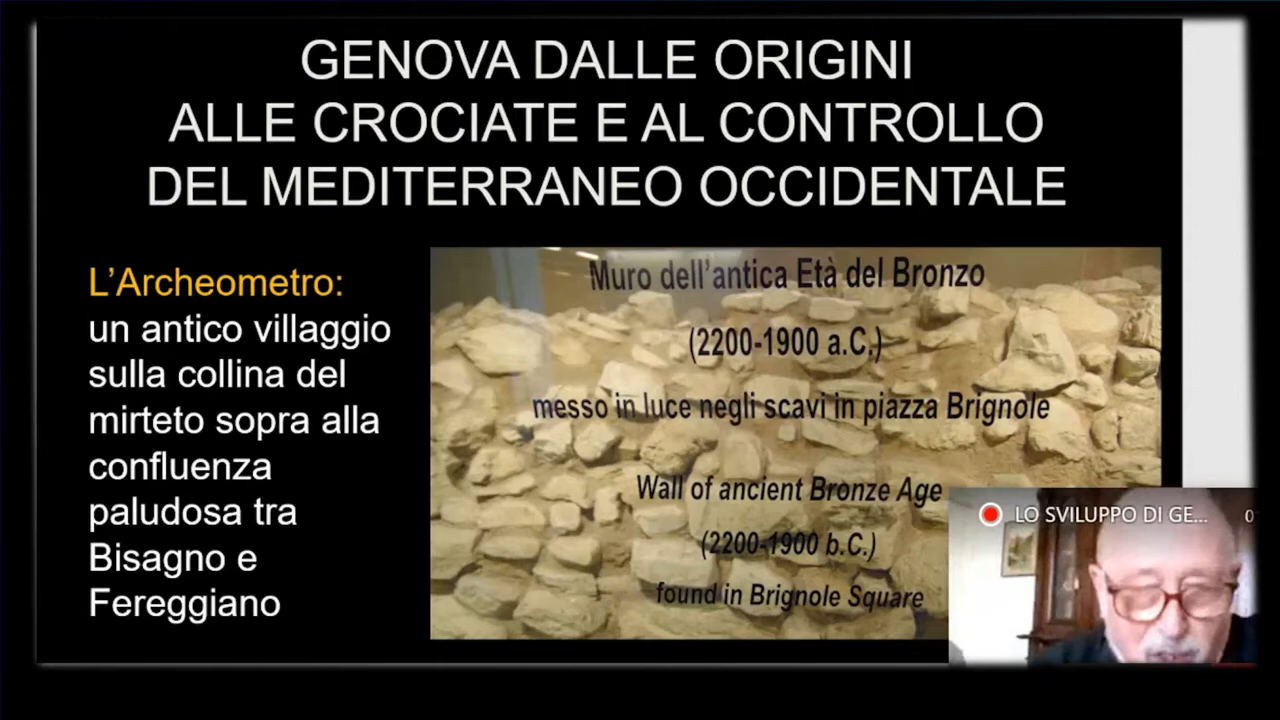 GENOVA DALLE ORIGINI
ALLE CROCIATE E AL CONTROLLO
DEL MEDITERRANEO OCCIDENTALE
L'Archeometro:
un antico villaggio
sulla collina del
mirteto sopra alla
confluenza
paludosa tra
Bisagno e
Fereggiano
Muro dell'antica Età del Bronzo
(2200-1900 a.C.)
messo in luce negli scavi in piazza Brignole
Wall of ancient Bronze Age
(2200-1900 b.C.)
found in Brignole Square
LO SVILUPPO DI GE... 0